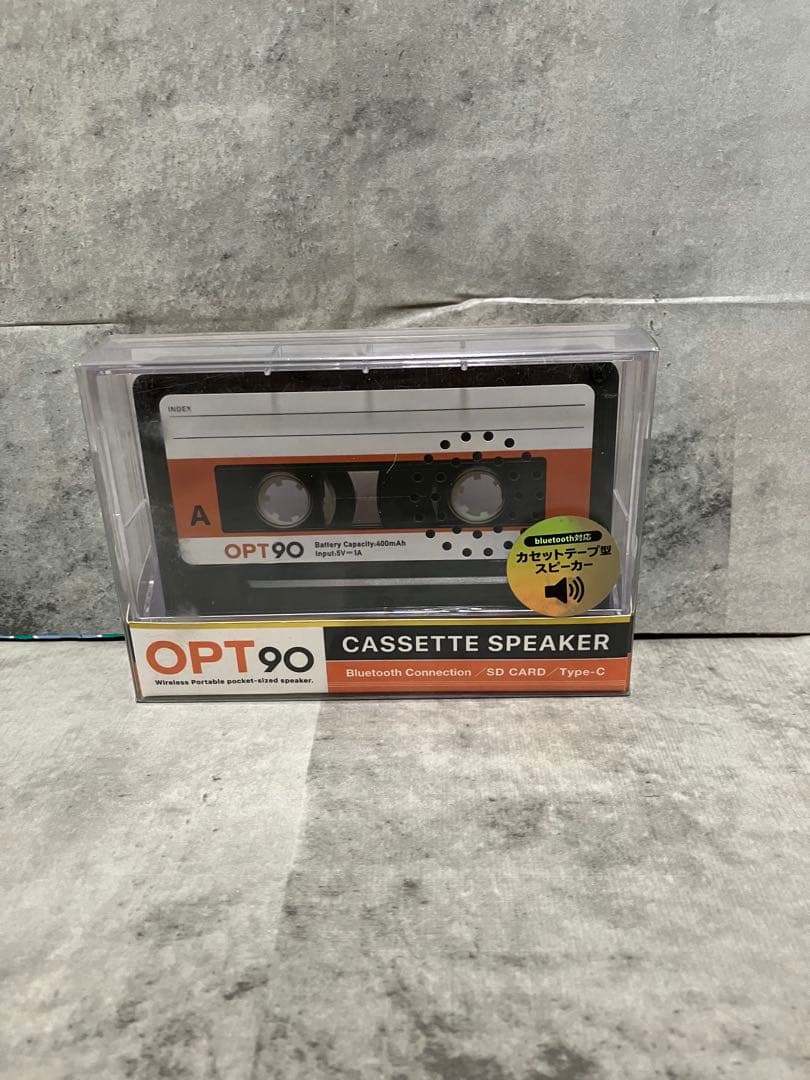 INDEX
A
OPT90
Battery Capacity:400mAh
Input:5V⎓1A
bluetooth対応
カセットテープ型
スピーカー
OPT90
Wireless Portable pocket-sized speaker.
CASSETTE SPEAKER
Bluetooth Connection／SD CARD／Type-C